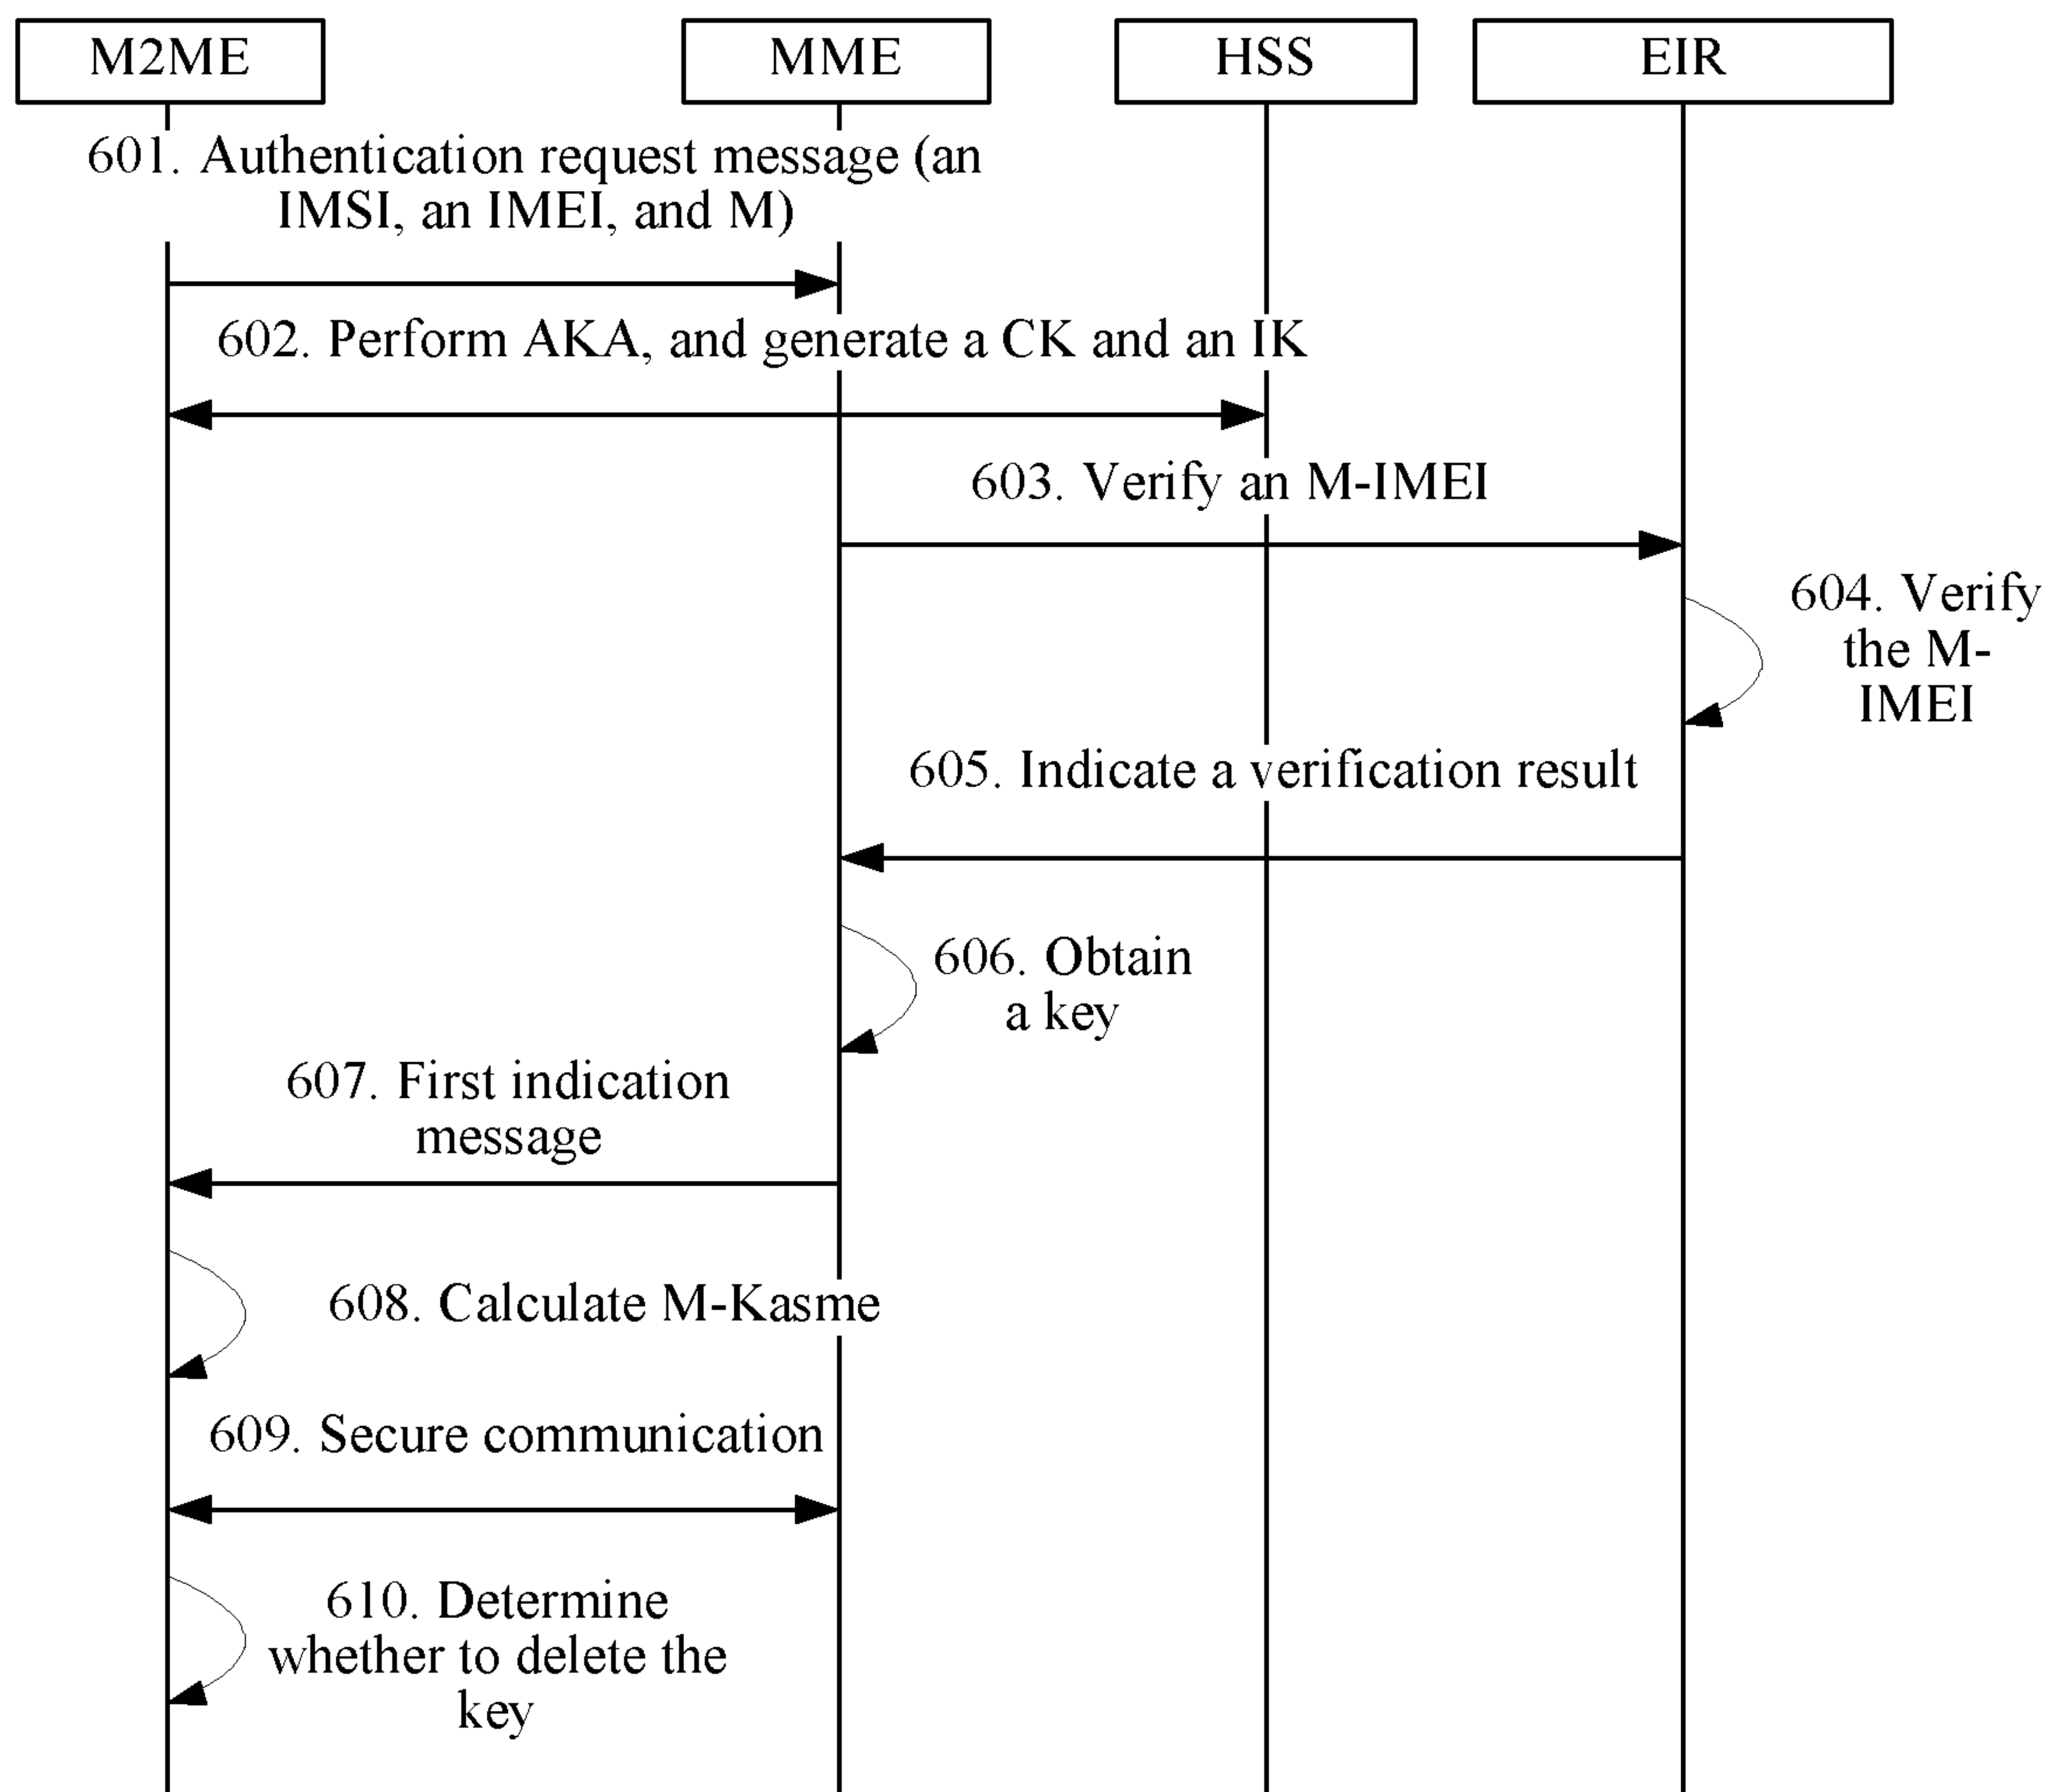 M2ME
MME
HSS
EIR
601. Authentication request message (an
IMSI, an IMEI, and M)
602. Perform AKA, and generate a CK and an IK
603. Verify an M-IMEI
604. Verify
the M-
IMEI
605. Indicate a verification result
606. Obtain
a key
607. First indication
message
608. Calculate M-Kasme
609. Secure communication
610. Determine
whether to delete the
key